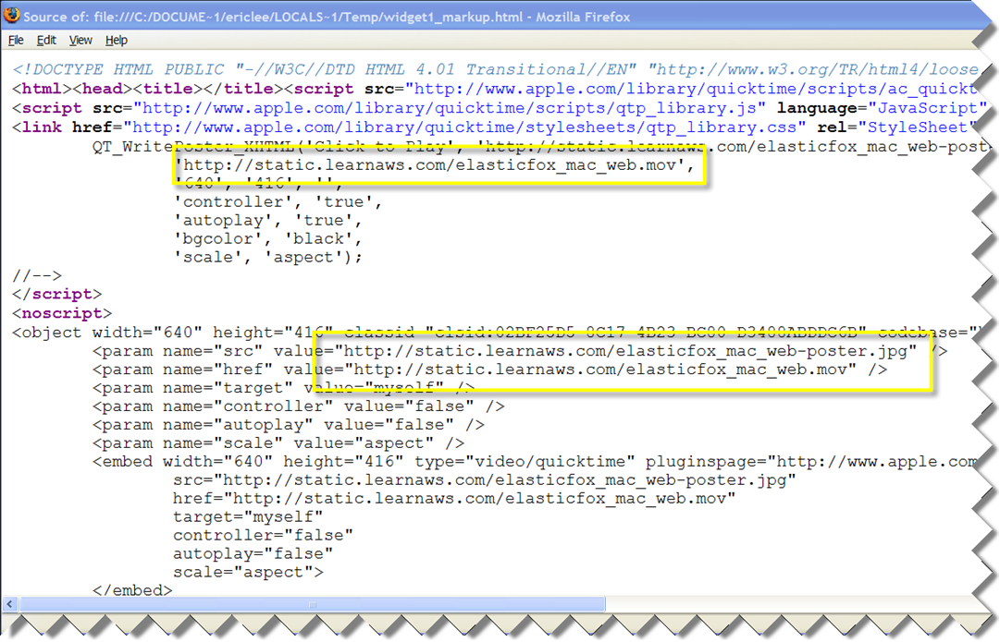 Source of: file:///C:/DOCUME~1/ericlee/LOCALS~1/Temp/widget1_markup.html - Mozilla Firefox
File Edit View Help
<!DOCTYPE HTML PUBLIC "-//W3C//DTD HTML 4.01 Transitional//EN" "http://www.w3.org/TR/html4/loose.
<html><head><title></title><script src="http://www.apple.com/library/quicktime/scripts/ac_quickt
<script src="http://www.apple.com/library/quicktime/scripts/qtp_library.js" language="JavaScript"
<link href="http://www.apple.com/library/quicktime/stylesheets/qtp_library.css" rel="StyleSheet"
QT_WritePoster_XHTML('Click to Play', 'http://static.learnaws.com/elasticfox_mac_web-poste
'http://static.learnaws.com/elasticfox_mac_web.mov',
'640', '416', '',
'controller', 'true',
'autoplay', 'true',
'bgcolor', 'black',
'scale', 'aspect');
//-->
</script>
<noscript>
<object width="640" height="416" classid="clsid:02BF25D5-8C17-4B23-BC80-D3488ABDDC6B" codebase="
<param name="src" value="http://static.learnaws.com/elasticfox_mac_web-poster.jpg" />
<param name="href" value="http://static.learnaws.com/elasticfox_mac_web.mov" />
<param name="target" value="myself" />
<param name="controller" value="false" />
<param name="autoplay" value="false" />
<param name="scale" value="aspect" />
<embed width="640" height="416" type="video/quicktime" pluginspage="http://www.apple.com
src="http://static.learnaws.com/elasticfox_mac_web-poster.jpg"
href="http://static.learnaws.com/elasticfox_mac_web.mov"
target="myself"
controller="false"
autoplay="false"
scale="aspect">
</embed>